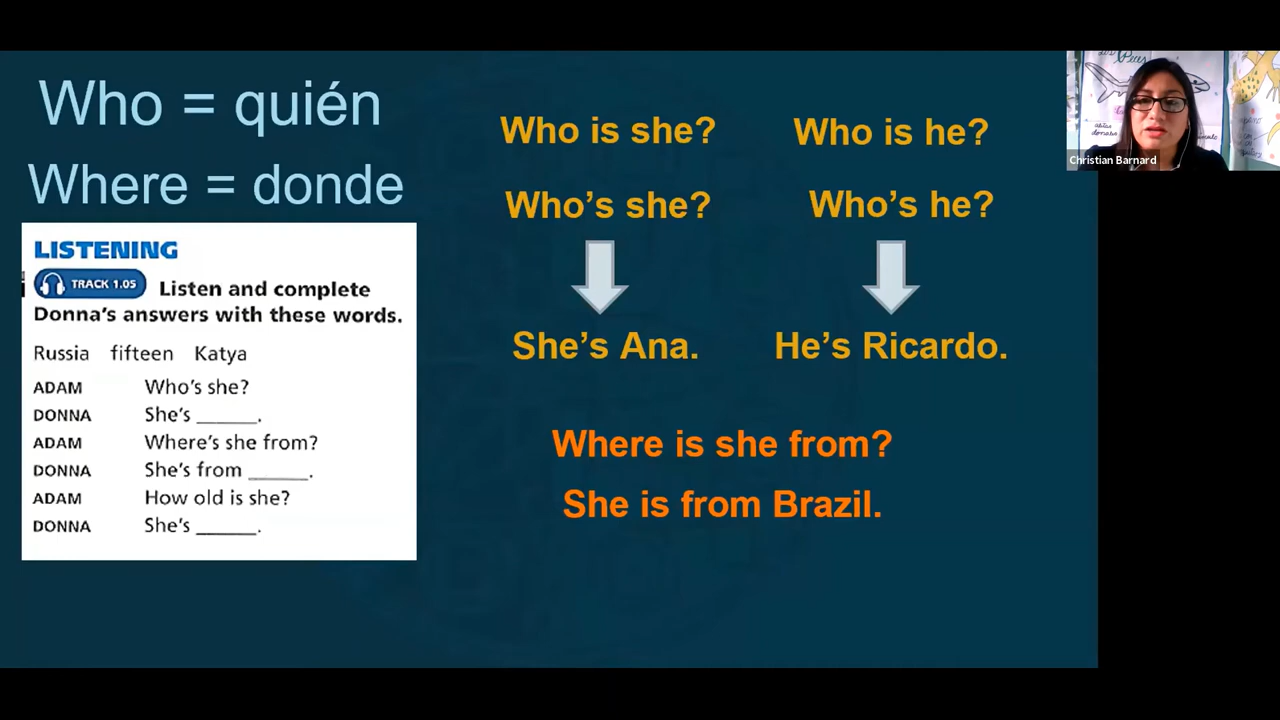 Who = quién
Where = donde
LISTENING
TRACK 1.05 Listen and complete
Donna's answers with these words.
Russia fifteen Katya
ADAM Who's she?
DONNA She's ______.
ADAM Where's she from?
DONNA She's from ______.
ADAM How old is she?
DONNA She's ______.
Who is she?
Who's she?
She's Ana.
Who is he?
Who's he?
He's Ricardo.
Where is she from?
She is from Brazil.
Peces
aletas
Christian Barnard